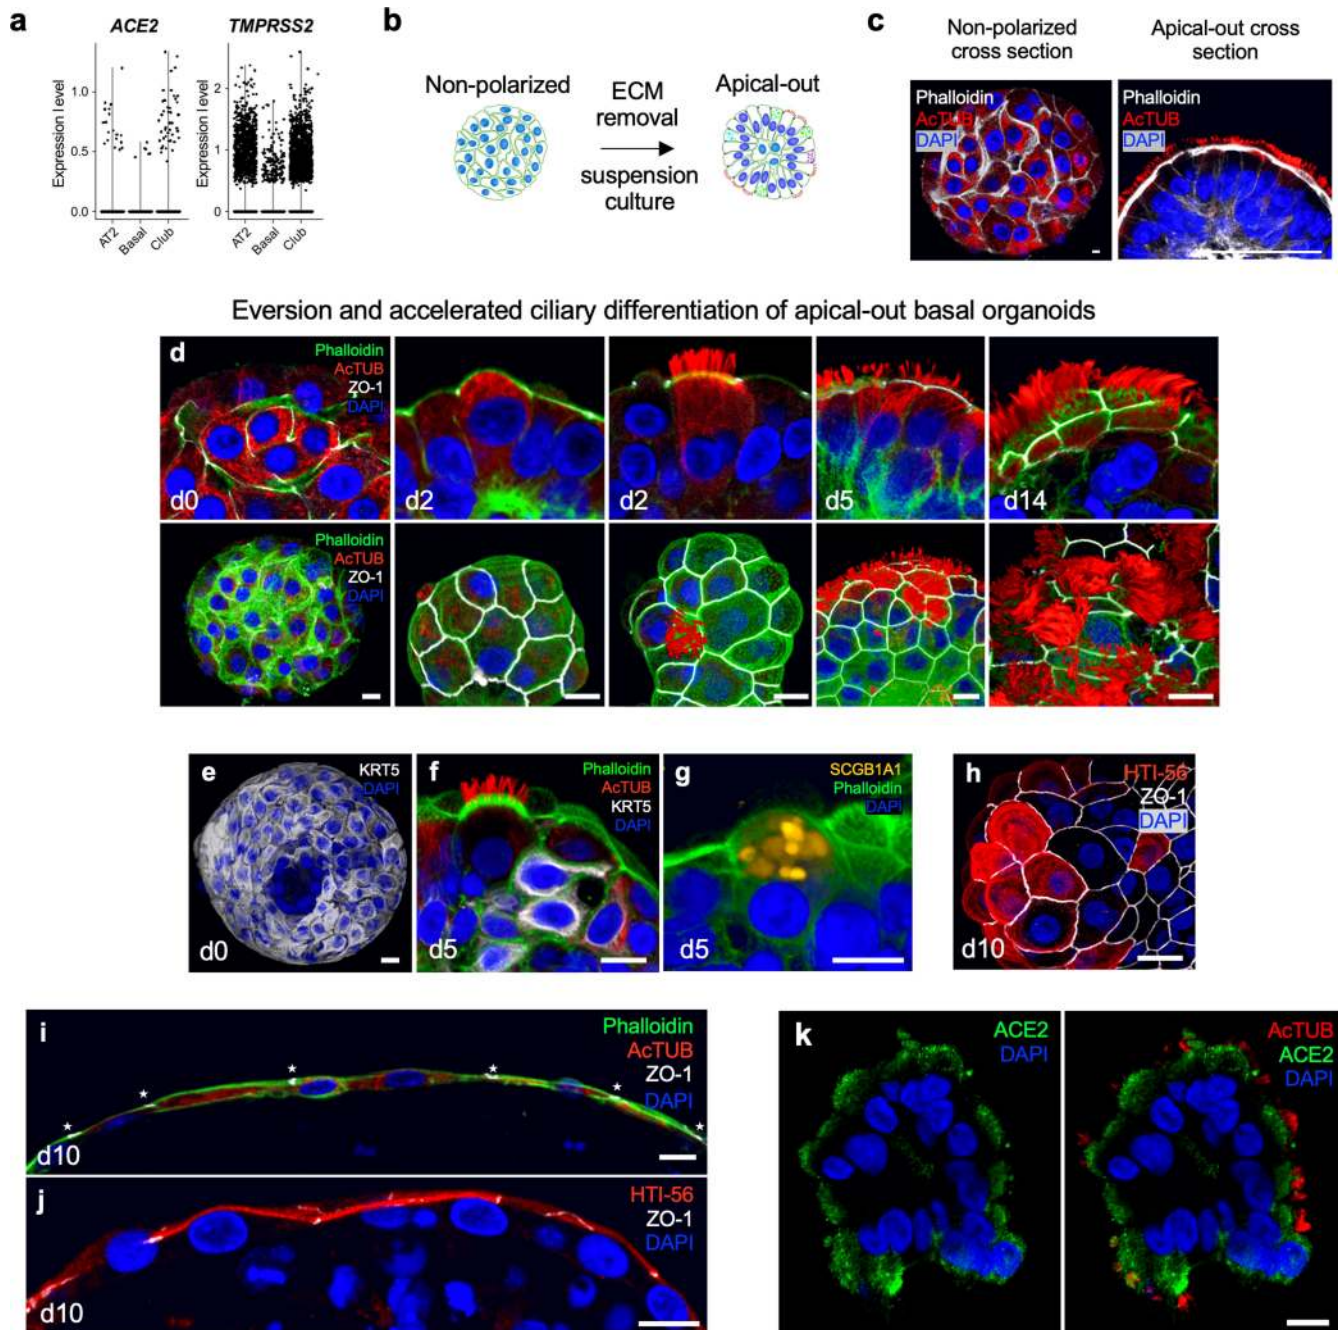 a
ACE2
TMPRSS2
Expression level
1.0
0.5
0.0
AT2
Basal
Club
Expression level
2
1
0
AT2
Basal
Club
b
Non-polarized
ECM
removal
suspension
culture
Apical-out
c
Non-polarized
cross section
Apical-out cross
section
Phalloidin
AcTUB
DAPI
Phalloidin
AcTUB
DAPI
Eversion and accelerated ciliary differentiation of apical-out basal organoids
d
Phalloidin
AcTUB
ZO-1
DAPI
d0
d2
d2
d5
d14
Phalloidin
AcTUB
ZO-1
DAPI
e
KRT5
DAPI
d0
f
Phalloidin
AcTUB
KRT5
DAPI
d5
g
SCGB1A1
Phalloidin
DAPI
d5
h
HTI-56
ZO-1
DAPI
d10
i
Phalloidin
AcTUB
ZO-1
DAPI
d10
j
HTI-56
ZO-1
DAPI
d10
k
ACE2
DAPI
AcTUB
ACE2
DAPI